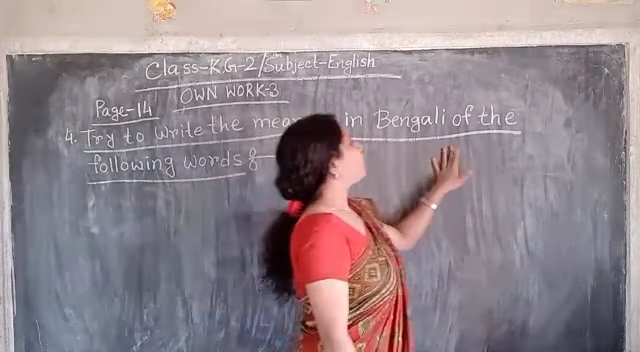 Class-KG-2/Subject-English
OWN WORK-3
Page-14
4. Try to write the in Bengali of the
following words :-